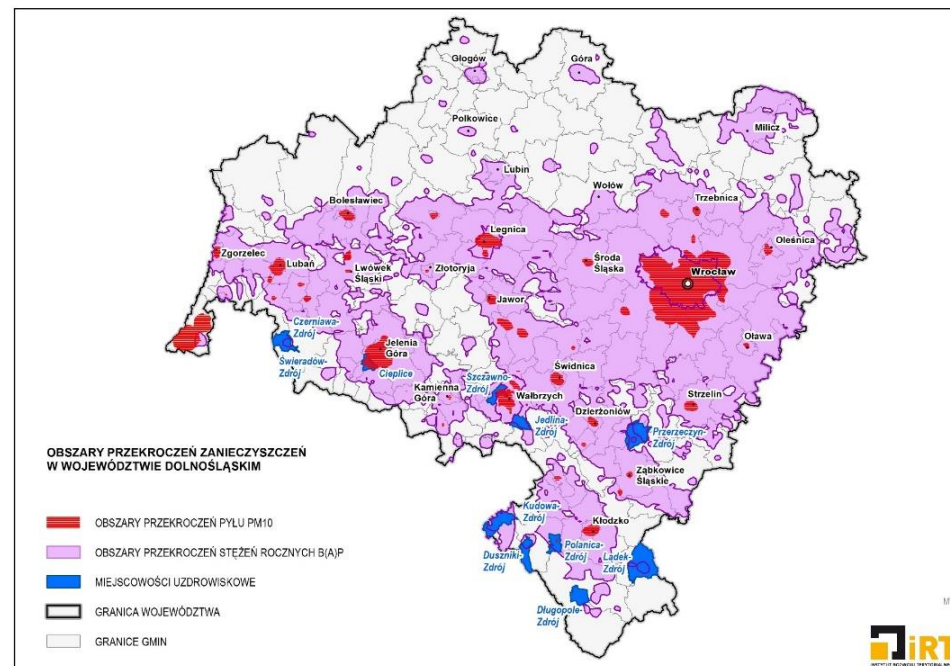 Głogów
Góra
Polkowice
Milicz
Lubin
Wołów
Trzebnica
Bolesławiec
Legnica
Oleśnica
Zgorzelec
Lubań
Lwówek
Śląski
Złotoryja
Środa
Śląska
Wrocław
Jawor
Czerniawa-
Zdrój
Jelenia
Góra
Oława
Świeradów-
Zdrój
Cieplice
Szczawno-
Zdrój
Świdnica
Kamienna
Góra
Wałbrzych
Strzelin
Dzierżoniów
Jedlina-
Zdrój
Przerzeczyn-
Zdrój
Ząbkowice
Śląskie
Kudowa-
Zdrój
Kłodzko
Duszniki-
Zdrój
Polanica-
Zdrój
Lądek-
Zdrój
Długopole-
Zdrój
OBSZARY PRZEKROCZEŃ ZANIECZYSZCZEŃ
W WOJEWÓDZTWIE DOLNOŚLĄSKIM
OBSZARY PRZEKROCZEŃ PYŁU PM10
OBSZARY PRZEKROCZEŃ STĘŻEŃ ROCZNYCH B(A)P
MIEJSCOWOŚCI UZDROWISKOWE
GRANICA WOJEWÓDZTWA
GRANICE GMIN
M
iRT